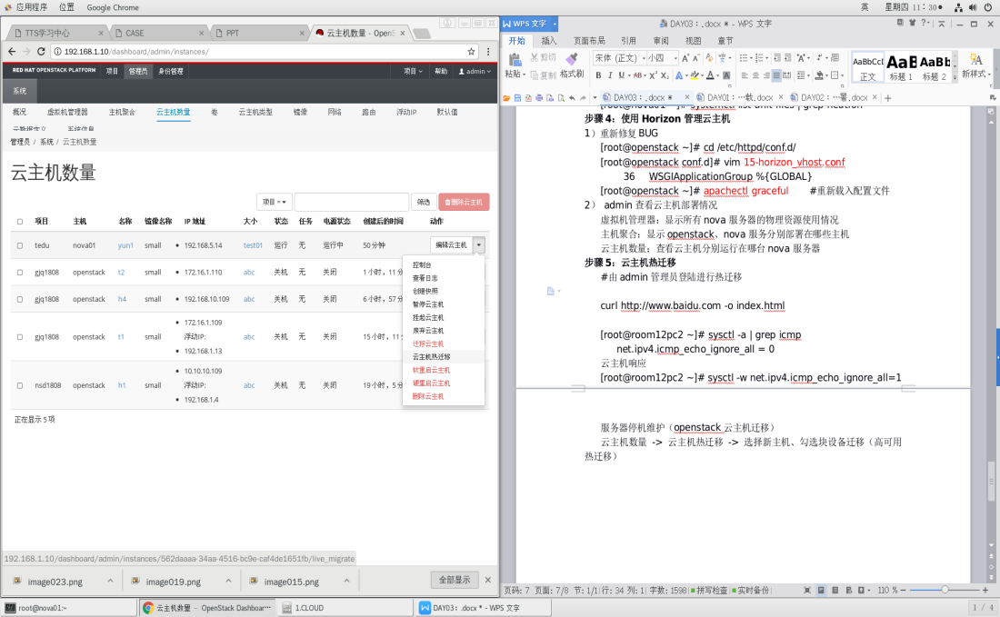 应用程序 位置 Google Chrome 英 星期四 11：30
TTS学习中心 CASE PPT 云主机数量 - OpenS
192.168.1.10/dashboard/admin/instances/
RED HAT OPENSTACK PLATFORM 项目 管理员 身份管理 项目 帮助 admin
系统
概况 虚拟机管理器 主机聚合 云主机数量 卷 云主机类型 镜像 网络 路由 浮动IP 默认值
元数据定义 系统信息
管理员 / 系统 / 云主机数量
云主机数量
项目 = 筛选 删除云主机
项目 主机 名称 镜像名称 IP 地址 大小 状态 任务 电源状态 创建后的时间 动作
tedu nova01 yun1 small • 192.168.5.14 test01 运行 无 运行中 50 分钟 编辑云主机
gjq1808 openstack t2 small • 172.16.1.110 abc 关机 无 关闭 1 小时, 11 分
gjq1808 openstack h4 small • 192.168.10.109 abc 关机 无 关闭 6 小时, 57 分
gjq1808 openstack t1 small • 172.16.1.109 浮动IP: • 192.168.1.13 abc 关机 无 关闭 15 小时, 11 分
nsd1808 openstack h1 small • 10.10.10.109 浮动IP: • 192.168.1.4 abc 关机 无 关闭 19 小时, 5 分
控制台
查看日志
创建快照
暂停云主机
挂起云主机
废弃云主机
迁移云主机
云主机热迁移
软重启云主机
硬重启云主机
删除云主机
正在显示 5 项
192.168.1.10/dashboard/admin/instances/562daaaa-34aa-4516-bc9e-caf4de1651fb/live_migrate
image023.png image019.png image015.png 全部显示
WPS 文字 DAY03：.docx * - WPS 文字
开始 插入 页面布局 引用 审阅 视图 章节
粘贴 剪切 复制 格式刷 宋体 (正文) 小四
AaBbCcD 正文 AaB 标题 1 AaBb 标题 2 新样式
DAY03：.docx * DAY01：···载.docx DAY02：···署.docx
[root@nova01 ~]# systemctl list-unit-files | grep neutron
步骤 4：使用 Horizon 管理云主机
1）重新修复 BUG
[root@openstack ~]# cd /etc/httpd/conf.d/
[root@openstack conf.d]# vim 15-horizon_vhost.conf
36 WSGIApplicationGroup %{GLOBAL}
[root@openstack ~]# apachectl graceful #重新载入配置文件
2） admin 查看云主机部署情况
虚拟机管理器：显示所有 nova 服务器的物理资源使用情况
主机聚合：显示 openstack、nova 服务分别部署在哪些主机
云主机数量：查看云主机分别运行在哪台 nova 服务器
步骤 5：云主机热迁移
#由 admin 管理员登陆进行热迁移
curl http://www.baidu.com -o index.html
[root@room12pc2 ~]# sysctl -a | grep icmp
net.ipv4.icmp_echo_ignore_all = 0
云主机响应
[root@room12pc2 ~]# sysctl -w net.ipv4.icmp_echo_ignore_all=1
服务器停机维护（openstack 云主机迁移）
云主机数量 -> 云主机热迁移 -> 选择新主机、勾选块设备迁移（高可用
热迁移）
页码: 7 页面: 7/8 节: 1/1 行: 34 列: 1 字数: 1598 拼写检查 实时备份 110 %
root@nova01:~ 云主机数量 - OpenStack Dashboar··· 1.CLOUD DAY03：.docx * - WPS 文字 1 / 4